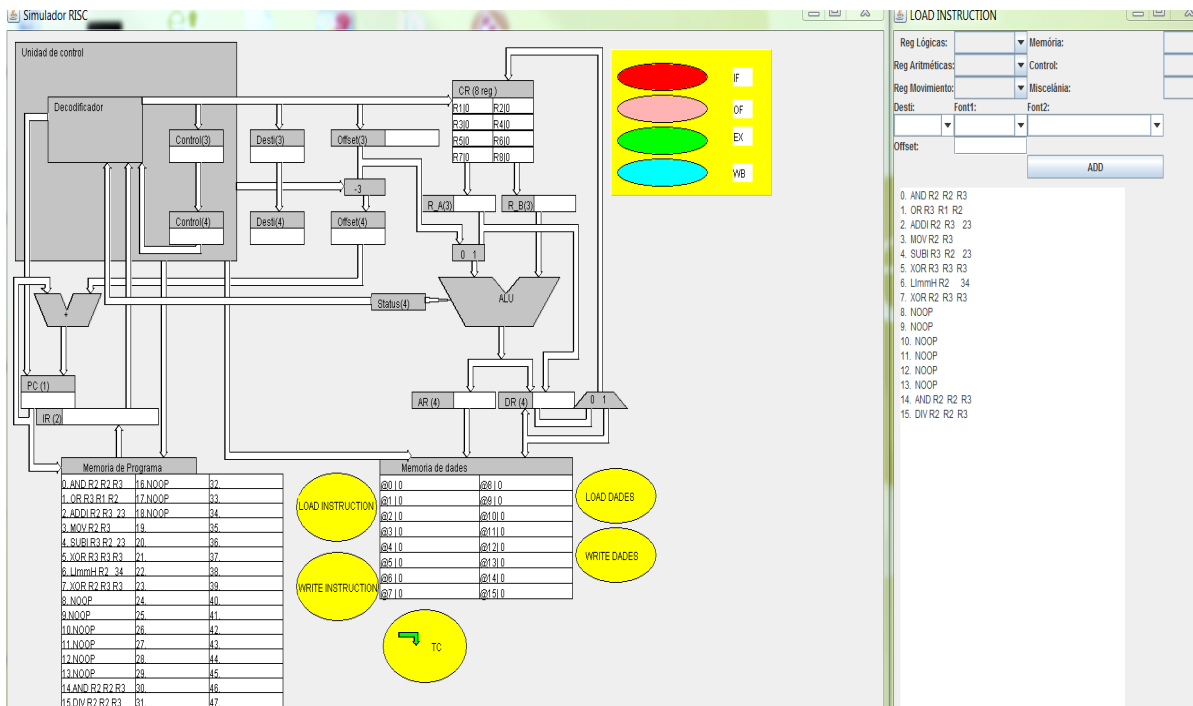 Simulador RISC
Unidad de control
Decodificador
Control(3)
Desti(3)
Offset(3)
-3
Control(4)
Desti(4)
Offset(4)
CR (8 reg )
R1|0 R2|0
R3|0 R4|0
R5|0 R6|0
R7|0 R8|0
R_A(3)
R_B(3)
0 1
ALU
Status(4)
+
PC (1)
IR (2)
AR (4)
DR (4)
0 1
IF
OF
EX
WB
Memoria de Programa
0. AND R2 R2 R3 16.NOOP 32.
1. OR R3 R1 R2 17.NOOP 33.
2. ADDI R2 R3 23 18.NOOP 34.
3. MOV R2 R3 19. 35.
4. SUBI R3 R2 23 20. 36.
5. XOR R3 R3 R3 21. 37.
6. LImmH R2 34 22. 38.
7. XOR R2 R3 R3 23. 39.
8. NOOP 24. 40.
9.NOOP 25. 41.
10.NOOP 26. 42.
11.NOOP 27. 43.
12.NOOP 28. 44.
13.NOOP 29. 45.
14.AND R2 R2 R3 30. 46.
15.DIV R2 R2 R3 31. 47.
LOAD INSTRUCTION
WRITE INSTRUCTION
Memoria de dades
@0 | 0 @8 | 0
@1 | 0 @9 | 0
@2 | 0 @10| 0
@3 | 0 @11| 0
@4 | 0 @12| 0
@5 | 0 @13| 0
@6 | 0 @14| 0
@7 | 0 @15| 0
LOAD DADES
WRITE DADES
TC
LOAD INSTRUCTION
Reg Lógicas: Memória:
Reg Aritméticas: Control:
Reg Movimiento: Miscelánia:
Desti: Font1: Font2:
Offset:
ADD
0. AND R2 R2 R3
1. OR R3 R1 R2
2. ADDI R2 R3 23
3. MOV R2 R3
4. SUBI R3 R2 23
5. XOR R3 R3 R3
6. LImmH R2 34
7. XOR R2 R3 R3
8. NOOP
9. NOOP
10. NOOP
11. NOOP
12. NOOP
13. NOOP
14. AND R2 R2 R3
15. DIV R2 R2 R3